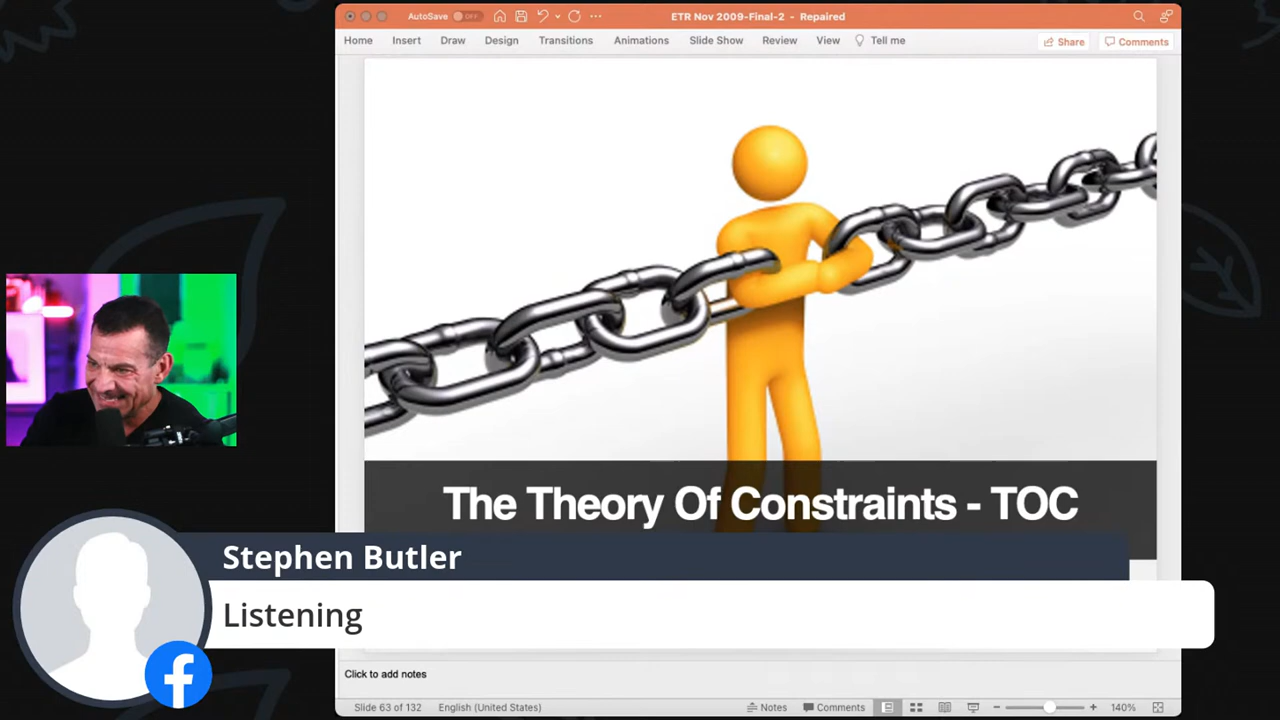 AutoSave OFF
ETR Nov 2009-Final-2 - Repaired
Home Insert Draw Design Transitions Animations Slide Show Review View Tell me Share Comments
The Theory Of Constraints - TOC
Stephen Butler
Listening
Click to add notes
Slide 63 of 132 English (United States) Notes Comments 140%